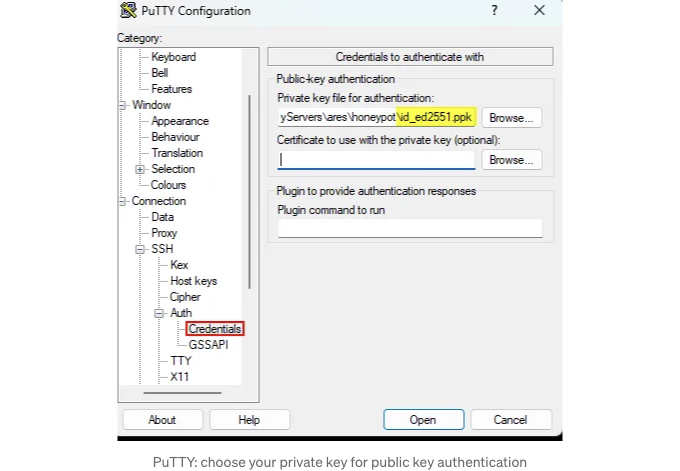 PuTTY Configuration
?
Category:
Keyboard
Bell
Features
Window
Appearance
Behaviour
Translation
Selection
Colours
Connection
Data
Proxy
SSH
Kex
Host keys
Cipher
Auth
Credentials
GSSAPI
TTY
X11
Credentials to authenticate with
Public-key authentication
Private key file for authentication:
yServers\ares\honeypot\id_ed2551.ppk Browse...
Certificate to use with the private key (optional):
Browse...
Plugin to provide authentication responses
Plugin command to run
About Help Open Cancel
PuTTY: choose your private key for public key authentication